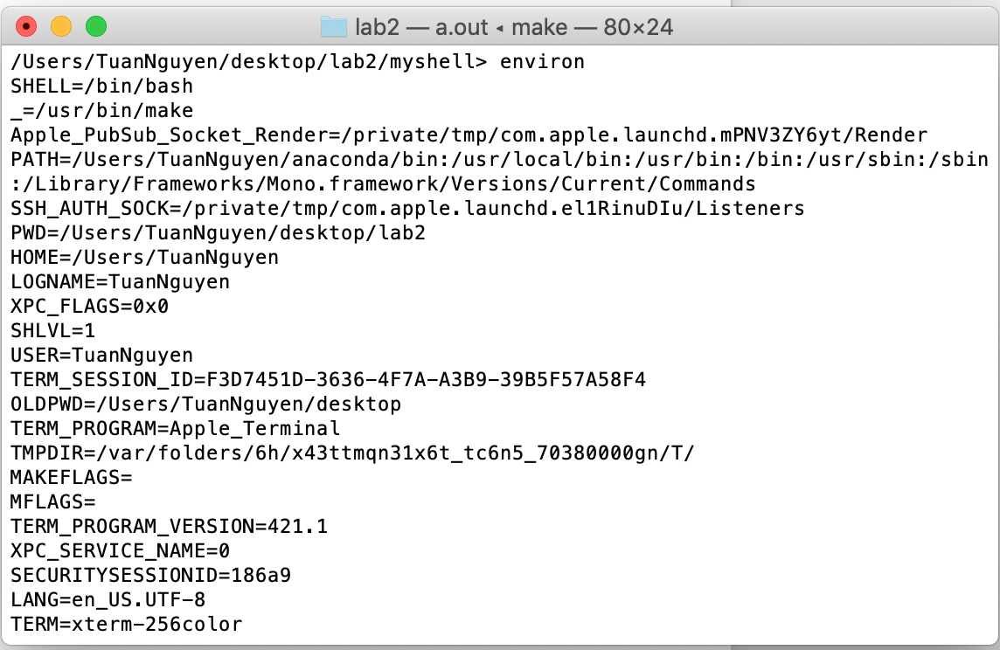 lab2 — a.out ◂ make — 80×24
/Users/TuanNguyen/desktop/lab2/myshell> environ
SHELL=/bin/bash
_=/usr/bin/make
Apple_PubSub_Socket_Render=/private/tmp/com.apple.launchd.mPNV3ZY6yt/Render
PATH=/Users/TuanNguyen/anaconda/bin:/usr/local/bin:/usr/bin:/bin:/usr/sbin:/sbin
:/Library/Frameworks/Mono.framework/Versions/Current/Commands
SSH_AUTH_SOCK=/private/tmp/com.apple.launchd.el1RinuDIu/Listeners
PWD=/Users/TuanNguyen/desktop/lab2
HOME=/Users/TuanNguyen
LOGNAME=TuanNguyen
XPC_FLAGS=0x0
SHLVL=1
USER=TuanNguyen
TERM_SESSION_ID=F3D7451D-3636-4F7A-A3B9-39B5F57A58F4
OLDPWD=/Users/TuanNguyen/desktop
TERM_PROGRAM=Apple_Terminal
TMPDIR=/var/folders/6h/x43ttmqn31x6t_tc6n5_70380000gn/T/
MAKEFLAGS=
MFLAGS=
TERM_PROGRAM_VERSION=421.1
XPC_SERVICE_NAME=0
SECURITYSESSIONID=186a9
LANG=en_US.UTF-8
TERM=xterm-256color